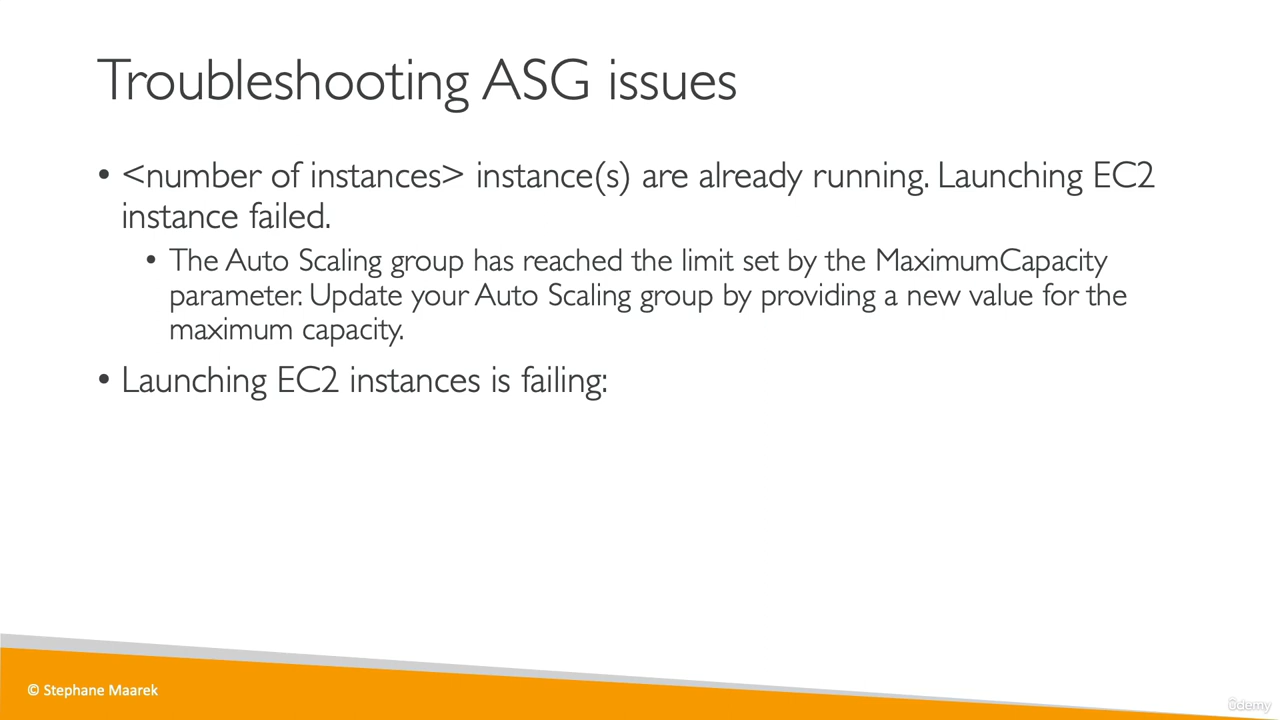 Troubleshooting ASG issues
• <number of instances> instance(s) are already running. Launching EC2
instance failed.
• The Auto Scaling group has reached the limit set by the MaximumCapacity
parameter. Update your Auto Scaling group by providing a new value for the
maximum capacity.
• Launching EC2 instances is failing:
© Stephane Maarek
ûdemy